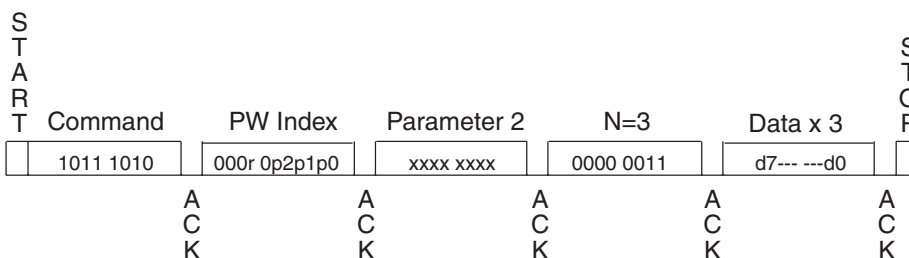 START
Command PW Index Parameter 2 N=3 Data x 3
1011 1010 000r 0p2p1p0 xxxx xxxx 0000 0011 d7--- ---d0
ACK ACK ACK ACK ACK